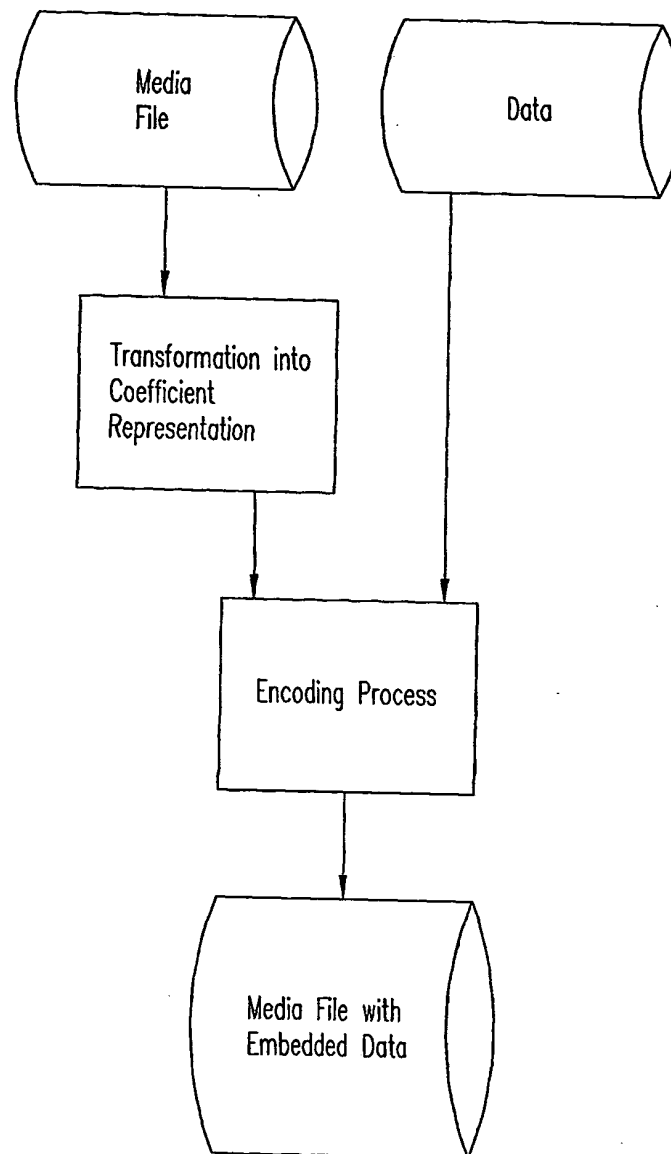 Media
File
Data
Transformation into
Coefficient
Representation
Encoding Process
Media File with
Embedded Data